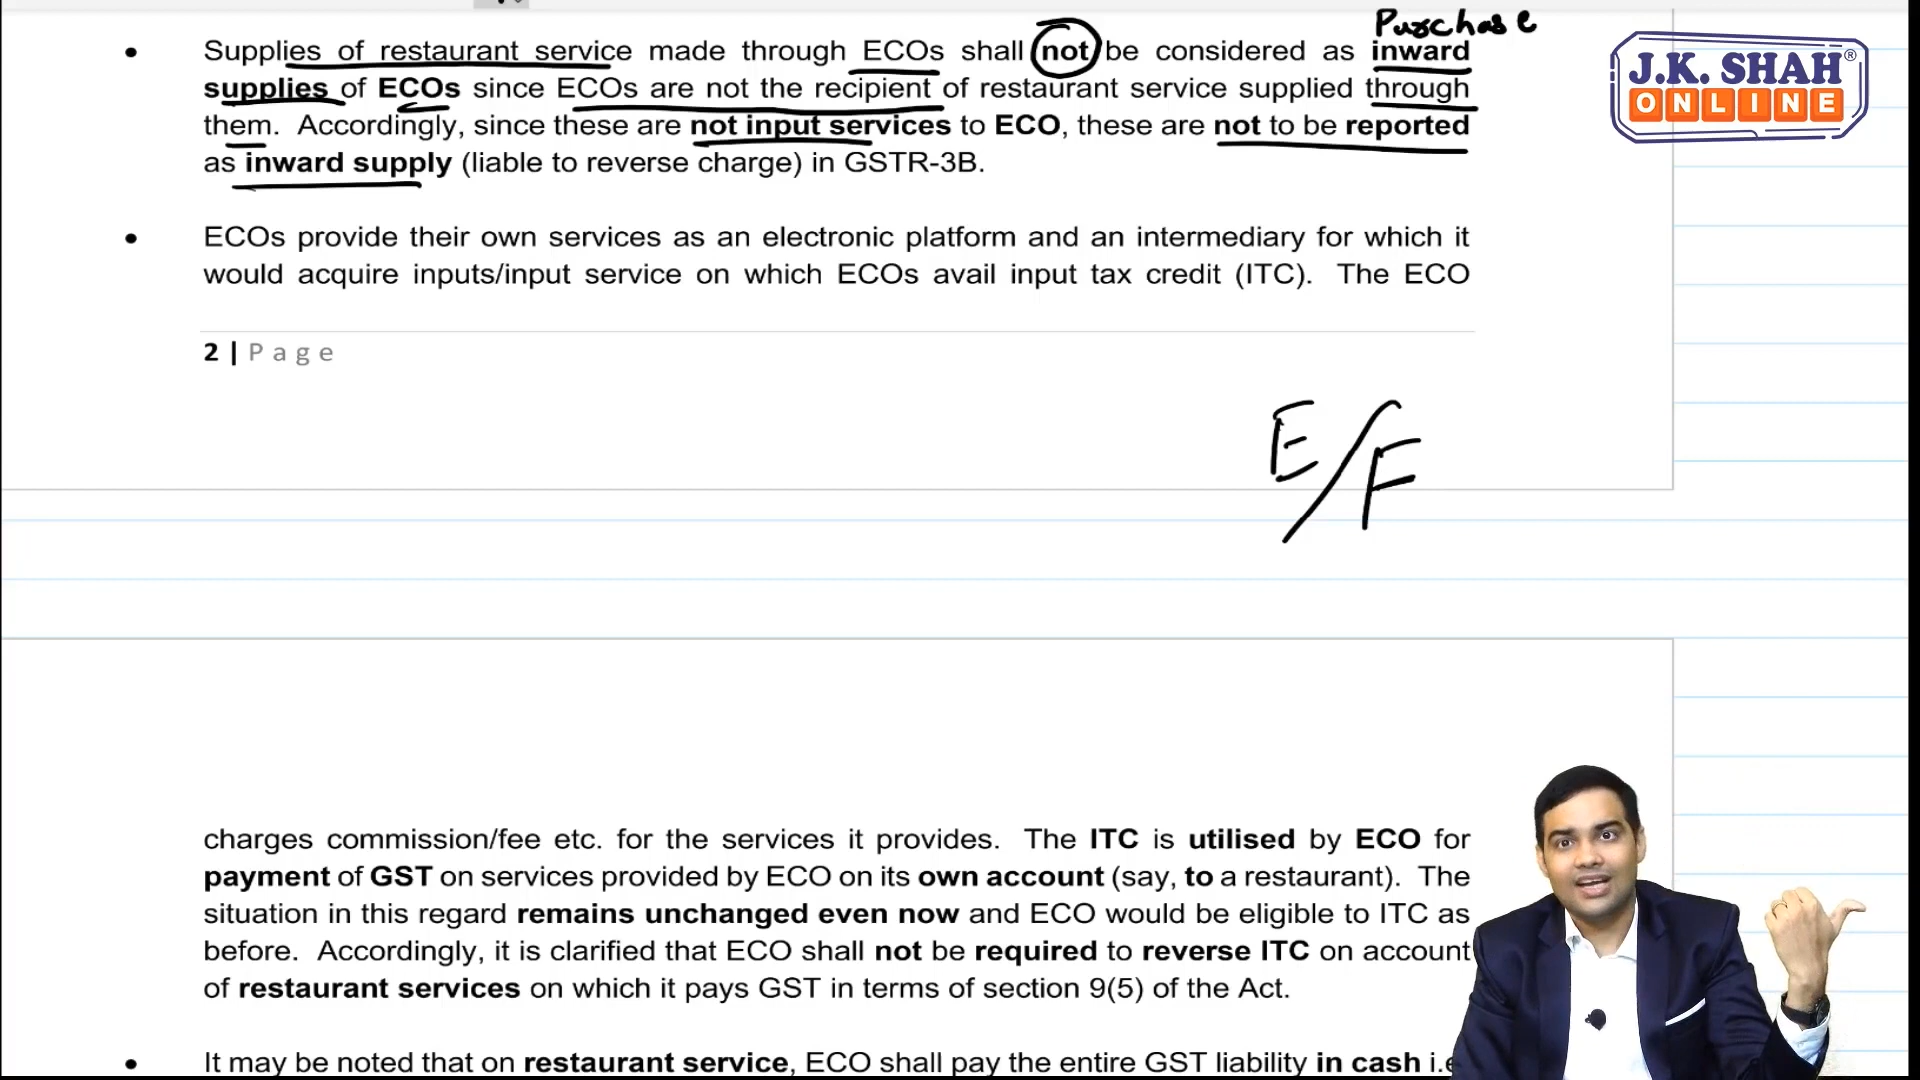 Purchase
Supplies of restaurant service made through ECOs shall not be considered as inward
supplies of ECOs since ECOs are not the recipient of restaurant service supplied through
them. Accordingly, since these are not input services to ECO, these are not to be reported
as inward supply (liable to reverse charge) in GSTR-3B.
J.K. SHAH®
ONLINE
ECOs provide their own services as an electronic platform and an intermediary for which it
would acquire inputs/input service on which ECOs avail input tax credit (ITC). The ECO
2 | Page
E/F
charges commission/fee etc. for the services it provides. The ITC is utilised by ECO for
payment of GST on services provided by ECO on its own account (say, to a restaurant). The
situation in this regard remains unchanged even now and ECO would be eligible to ITC as
before. Accordingly, it is clarified that ECO shall not be required to reverse ITC on account
of restaurant services on which it pays GST in terms of section 9(5) of the Act.
It may be noted that on restaurant service, ECO shall pay the entire GST liability in cash i.e